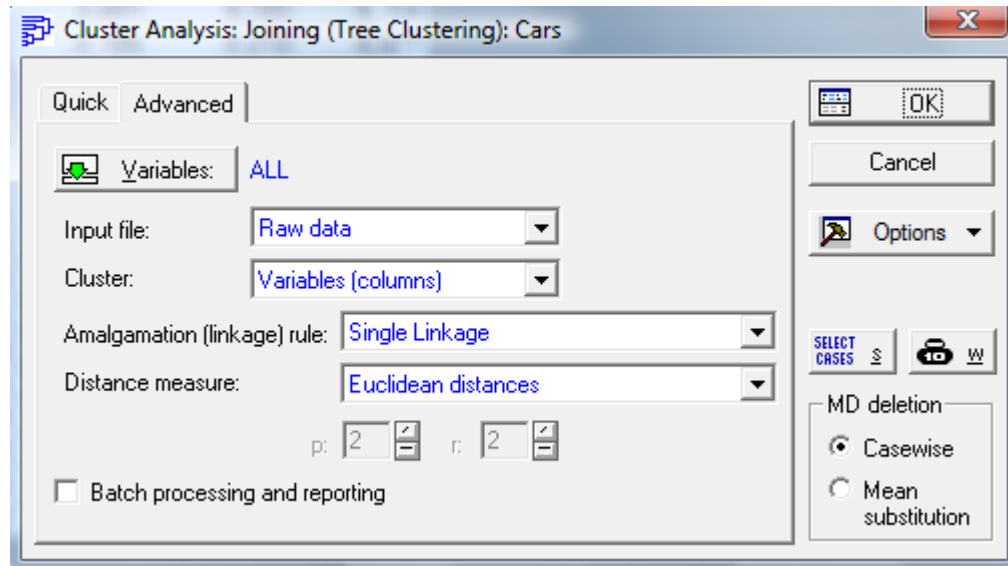 Cluster Analysis: Joining (Tree Clustering): Cars
x
Quick Advanced
Variables: ALL
Input file: Raw data
Cluster: Variables (columns)
Amalgamation (linkage) rule: Single Linkage
Distance measure: Euclidean distances
p: 2 r: 2
Batch processing and reporting
OK
Cancel
Options
SELECT
CASES S W
MD deletion
Casewise
Mean
substitution